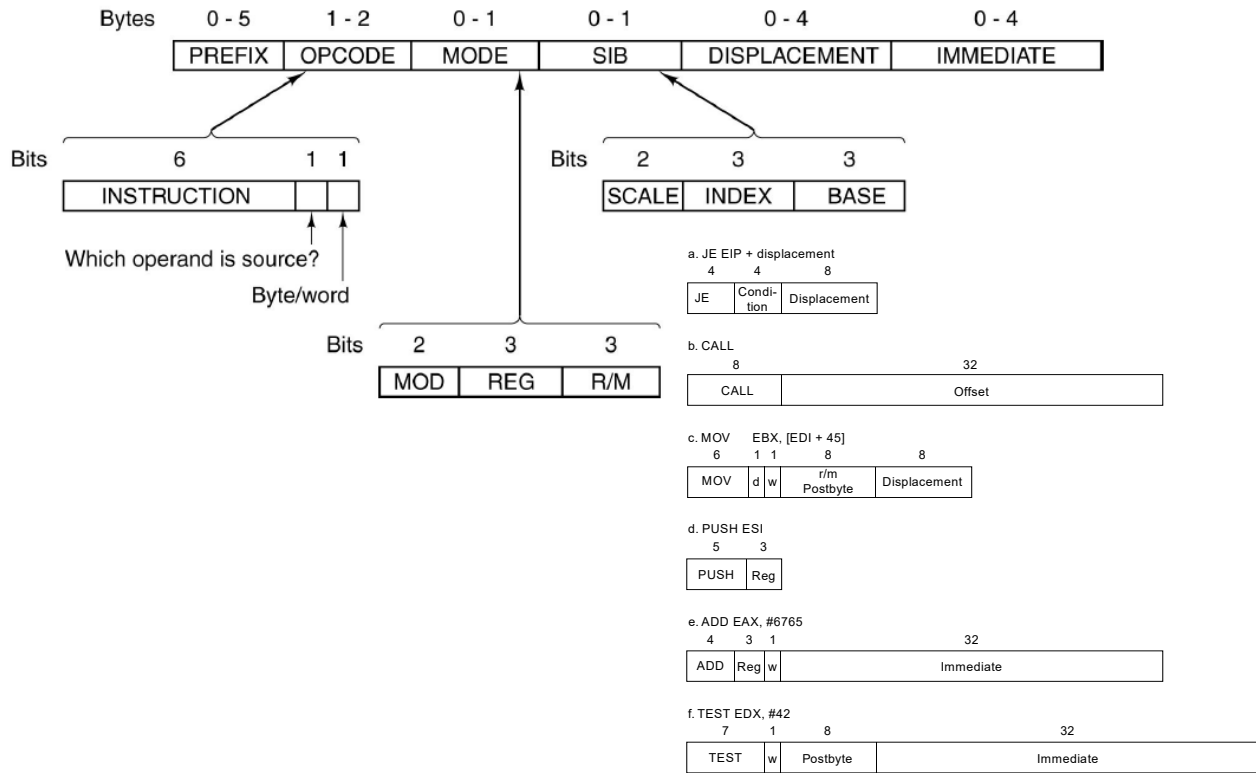 Bytes 0 - 5 1 - 2 0 - 1 0 - 1 0 - 4 0 - 4
PREFIX OPCODE MODE SIB DISPLACEMENT IMMEDIATE
Bits 6 1 1
INSTRUCTION
Which operand is source?
Byte/word
Bits 2 3 3
SCALE INDEX BASE
Bits 2 3 3
MOD REG R/M
a. JE EIP + displacement
4 4 8
JE Condi-
tion Displacement
b. CALL
8 32
CALL Offset
c. MOV EBX, [EDI + 45]
6 1 1 8 8
MOV d w r/m
Postbyte Displacement
d. PUSH ESI
5 3
PUSH Reg
e. ADD EAX, #6765
4 3 1 32
ADD Reg w Immediate
f. TEST EDX, #42
7 1 8 32
TEST w Postbyte Immediate